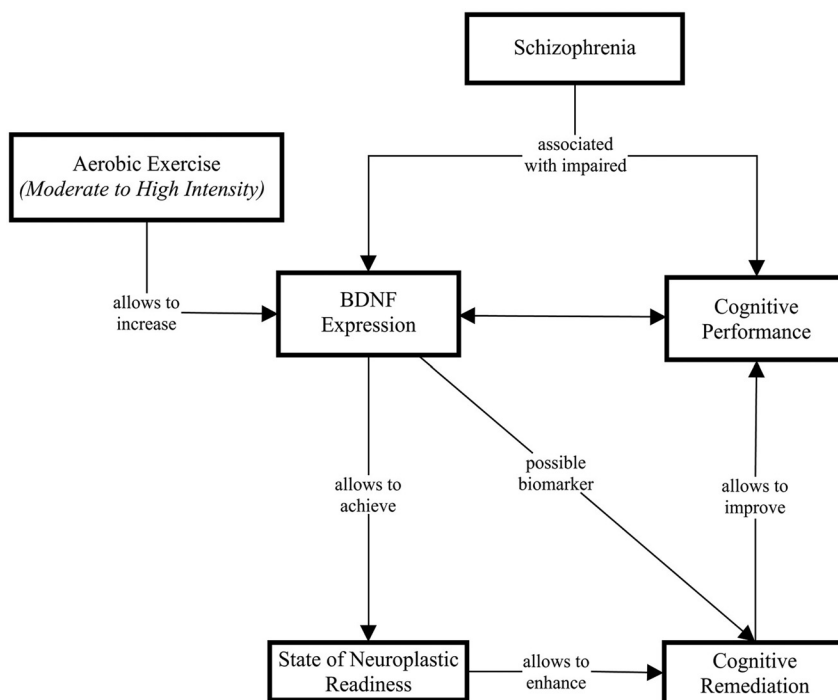 Schizophrenia
associated
with impaired
Aerobic Exercise
(Moderate to High Intensity)
allows to
increase
BDNF
Expression
Cognitive
Performance
allows to
achieve
possible
biomarker
allows to
improve
State of Neuroplastic
Readiness
allows to
enhance
Cognitive
Remediation